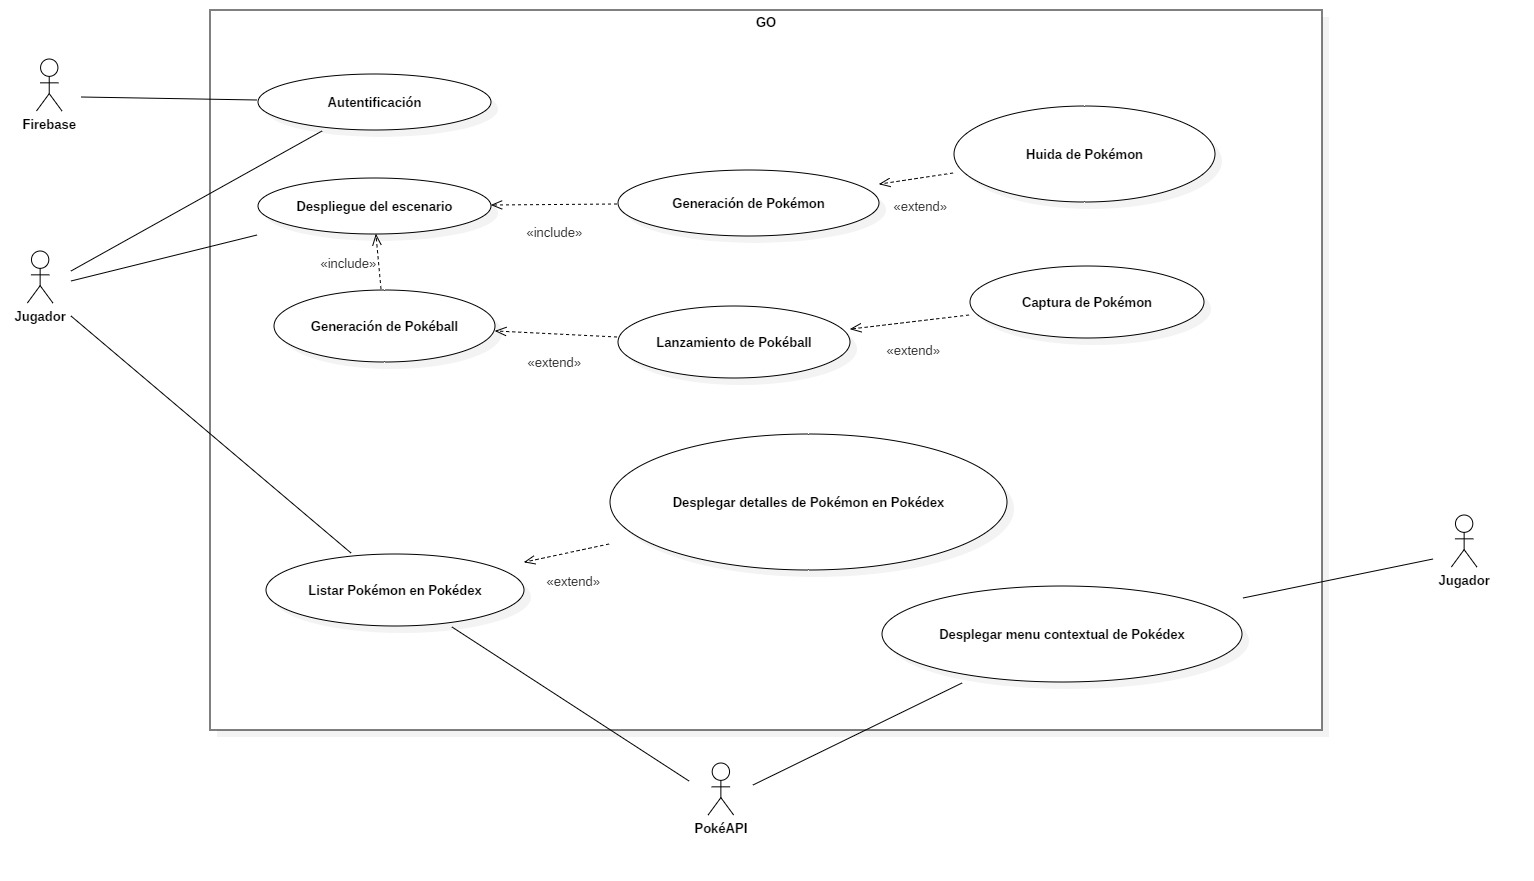 GO
Firebase
Autentificación
Huida de Pokémon
Despliegue del escenario
Generación de Pokémon
«extend»
«include»
«include»
Jugador
Generación de Pokéball
Lanzamiento de Pokéball
Captura de Pokémon
«extend»
«extend»
Desplegar detalles de Pokémon en Pokédex
«extend»
Listar Pokémon en Pokédex
Jugador
Desplegar menu contextual de Pokédex
PokéAPI